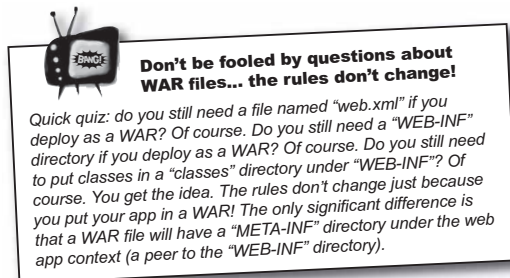 BANG!
Don't be fooled by questions about
WAR files... the rules don't change!
Quick quiz: do you still need a file named “web.xml” if you
deploy as a WAR? Of course. Do you still need a “WEB-INF”
directory if you deploy as a WAR? Of course. Do you still need
to put classes in a “classes” directory under “WEB-INF”? Of
course. You get the idea. The rules don't change just because
you put your app in a WAR! The only significant difference is
that a WAR file will have a “META-INF” directory under the web
app context (a peer to the “WEB-INF” directory).